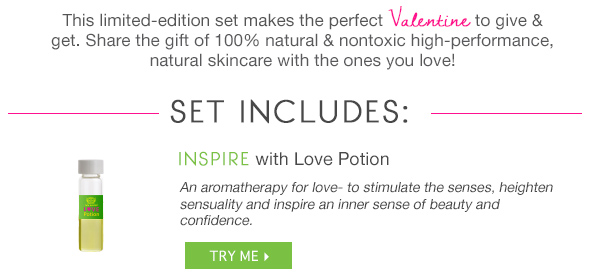 This limited-edition set makes the perfect Valentine to give &
get. Share the gift of 100% natural & nontoxic high-performance,
natural skincare with the ones you love!
SET INCLUDES:
INSPIRE with Love Potion
An aromatherapy for love- to stimulate the senses, heighten
sensuality and inspire an inner sense of beauty and
confidence.
Potion
TRY ME